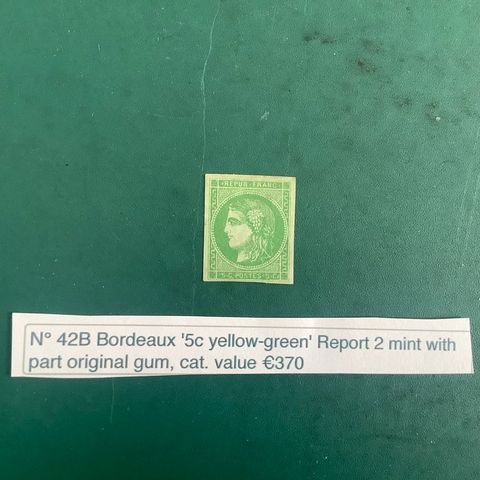 REPUB·FRANC
5·C·POSTES·5·C
N° 42B Bordeaux '5c yellow-green' Report 2 mint with
part original gum, cat. value €370